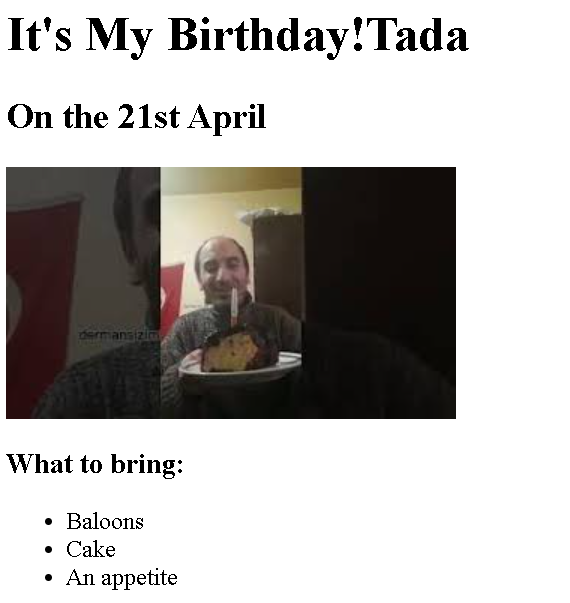 It's My Birthday!Tada
On the 21st April
dermansizim
What to bring:
Baloons
Cake
An appetite